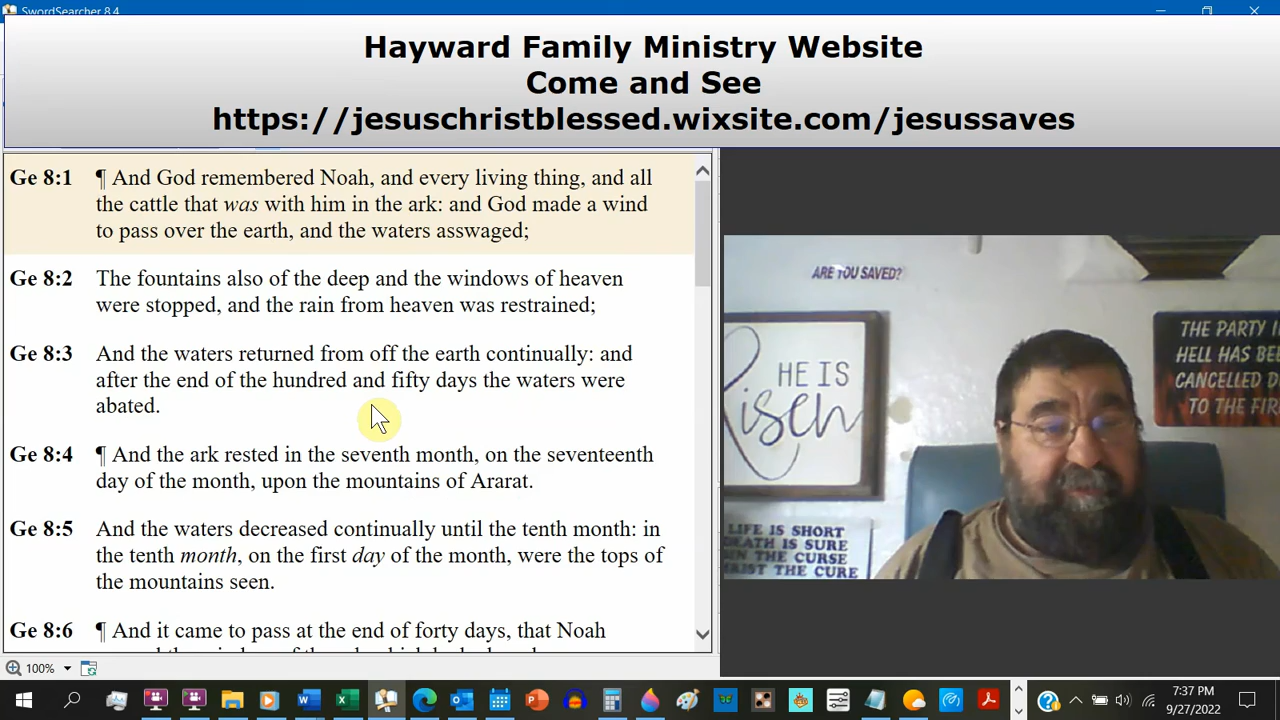 SwordSearcher 8.4
Hayward Family Ministry Website
Come and See
https://jesuschristblessed.wixsite.com/jesussaves
Ge 8:1 ¶ And God remembered Noah, and every living thing, and all
the cattle that was with him in the ark: and God made a wind
to pass over the earth, and the waters asswaged;
Ge 8:2 The fountains also of the deep and the windows of heaven
were stopped, and the rain from heaven was restrained;
Ge 8:3 And the waters returned from off the earth continually: and
after the end of the hundred and fifty days the waters were
abated.
Ge 8:4 ¶ And the ark rested in the seventh month, on the seventeenth
day of the month, upon the mountains of Ararat.
Ge 8:5 And the waters decreased continually until the tenth month: in
the tenth month, on the first day of the month, were the tops of
the mountains seen.
Ge 8:6 ¶ And it came to pass at the end of forty days, that Noah
100%
ARE YOU SAVED?
HE IS
Risen
THE PARTY I
HELL HAS BEE
CANCELLED D
TO THE FIR
LIFE IS SHORT
DEATH IS SURE
THE CURSE
THE CURE
7:37 PM
9/27/2022